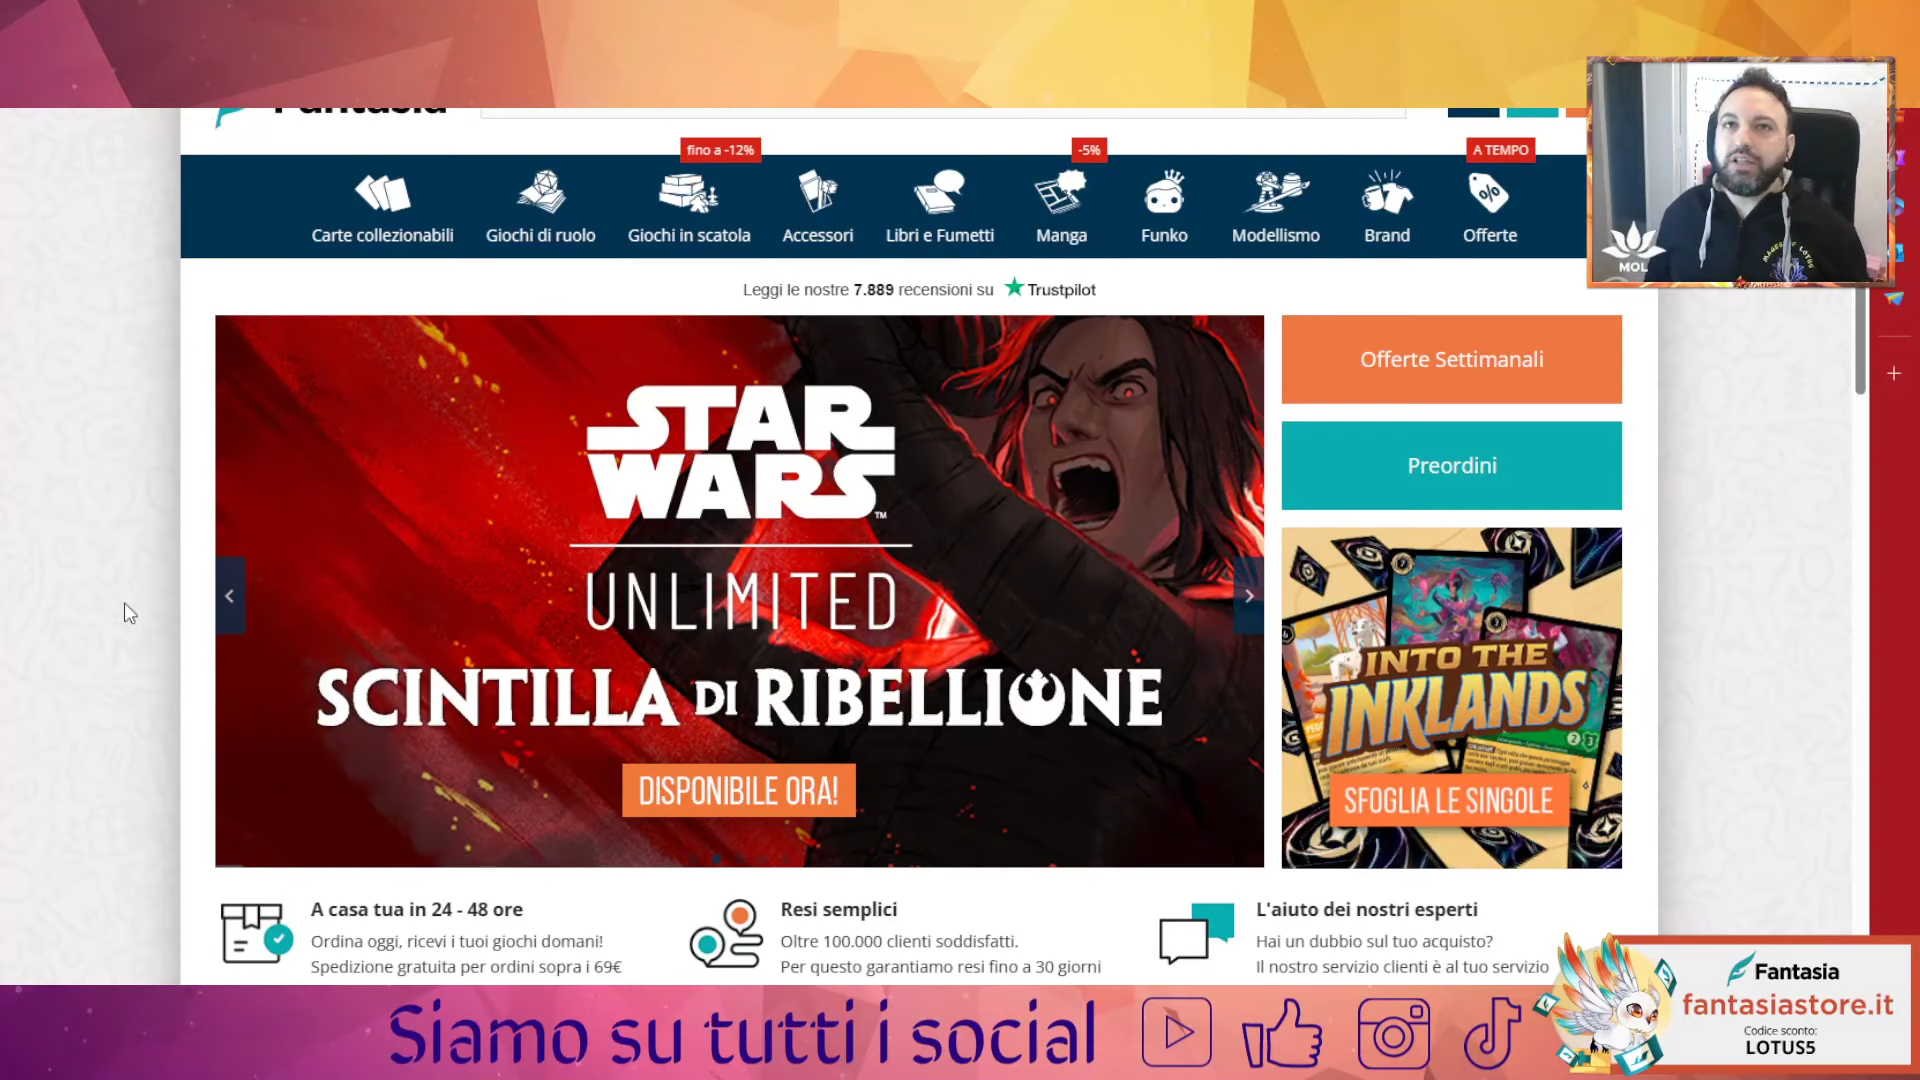 Fantasia
fino a -12%
-5%
A TEMPO
Carte collezionabili
Giochi di ruolo
Giochi in scatola
Accessori
Libri e Fumetti
Manga
Funko
Modellismo
Brand
Offerte
MOL
MAGES OF LOTUS
Leggi le nostre 7.889 recensioni su Trustpilot
STAR
WARS
TM
UNLIMITED
SCINTILLA DI RIBELLIONE
DISPONIBILE ORA!
Offerte Settimanali
Preordini
INTO THE
INKLANDS
SFOGLIA LE SINGOLE
A casa tua in 24 - 48 ore
Ordina oggi, ricevi i tuoi giochi domani!
Spedizione gratuita per ordini sopra i 69€
Resi semplici
Oltre 100.000 clienti soddisfatti.
Per questo garantiamo resi fino a 30 giorni
L'aiuto dei nostri esperti
Hai un dubbio sul tuo acquisto?
Il nostro servizio clienti è al tuo servizio
Siamo su tutti i social
Fantasia
fantasiastore.it
Codice sconto:
LOTUS5